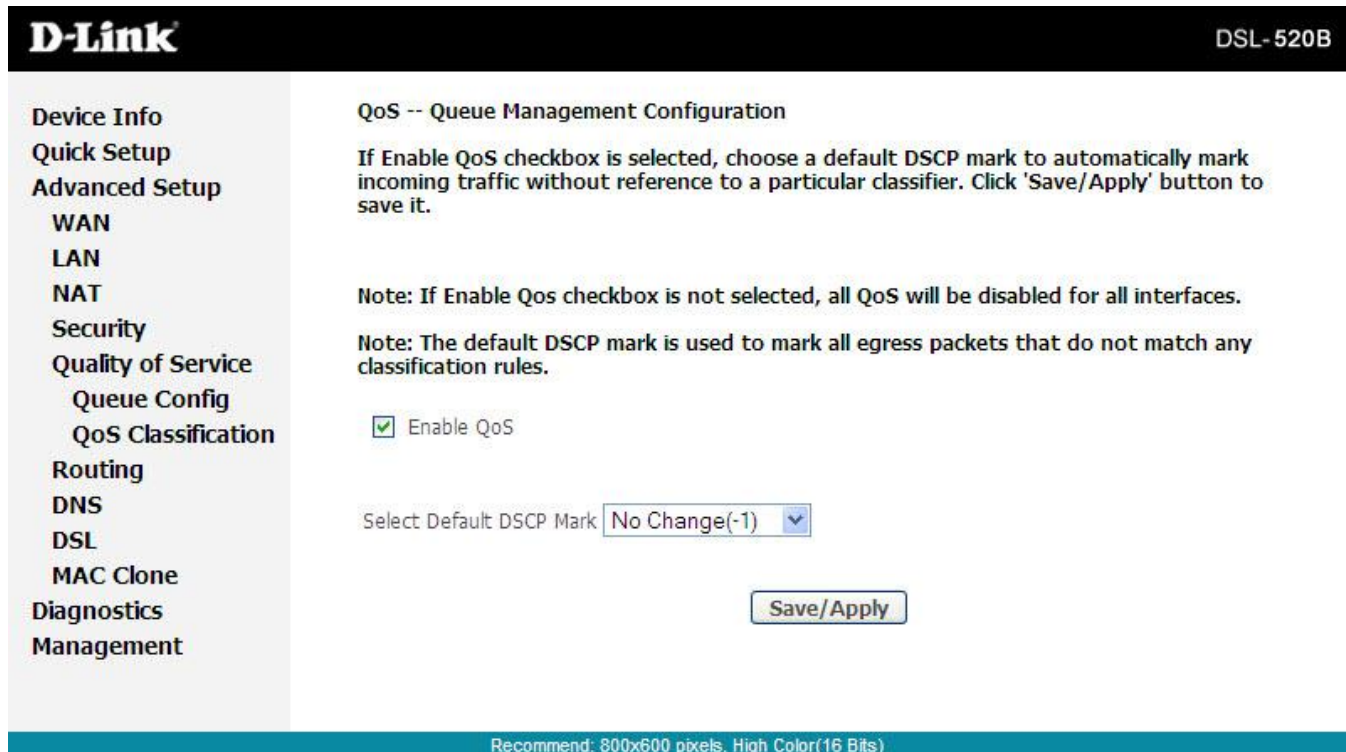 D-Link
DSL-520B
Device Info
Quick Setup
Advanced Setup
WAN
LAN
NAT
Security
Quality of Service
Queue Config
QoS Classification
Routing
DNS
DSL
MAC Clone
Diagnostics
Management
QoS -- Queue Management Configuration
If Enable QoS checkbox is selected, choose a default DSCP mark to automatically mark
incoming traffic without reference to a particular classifier. Click 'Save/Apply' button to
save it.
Note: If Enable Qos checkbox is not selected, all QoS will be disabled for all interfaces.
Note: The default DSCP mark is used to mark all egress packets that do not match any
classification rules.
Enable QoS
Select Default DSCP Mark No Change(-1)
Save/Apply
Recommend: 800x600 pixels, High Color(16 Bits)